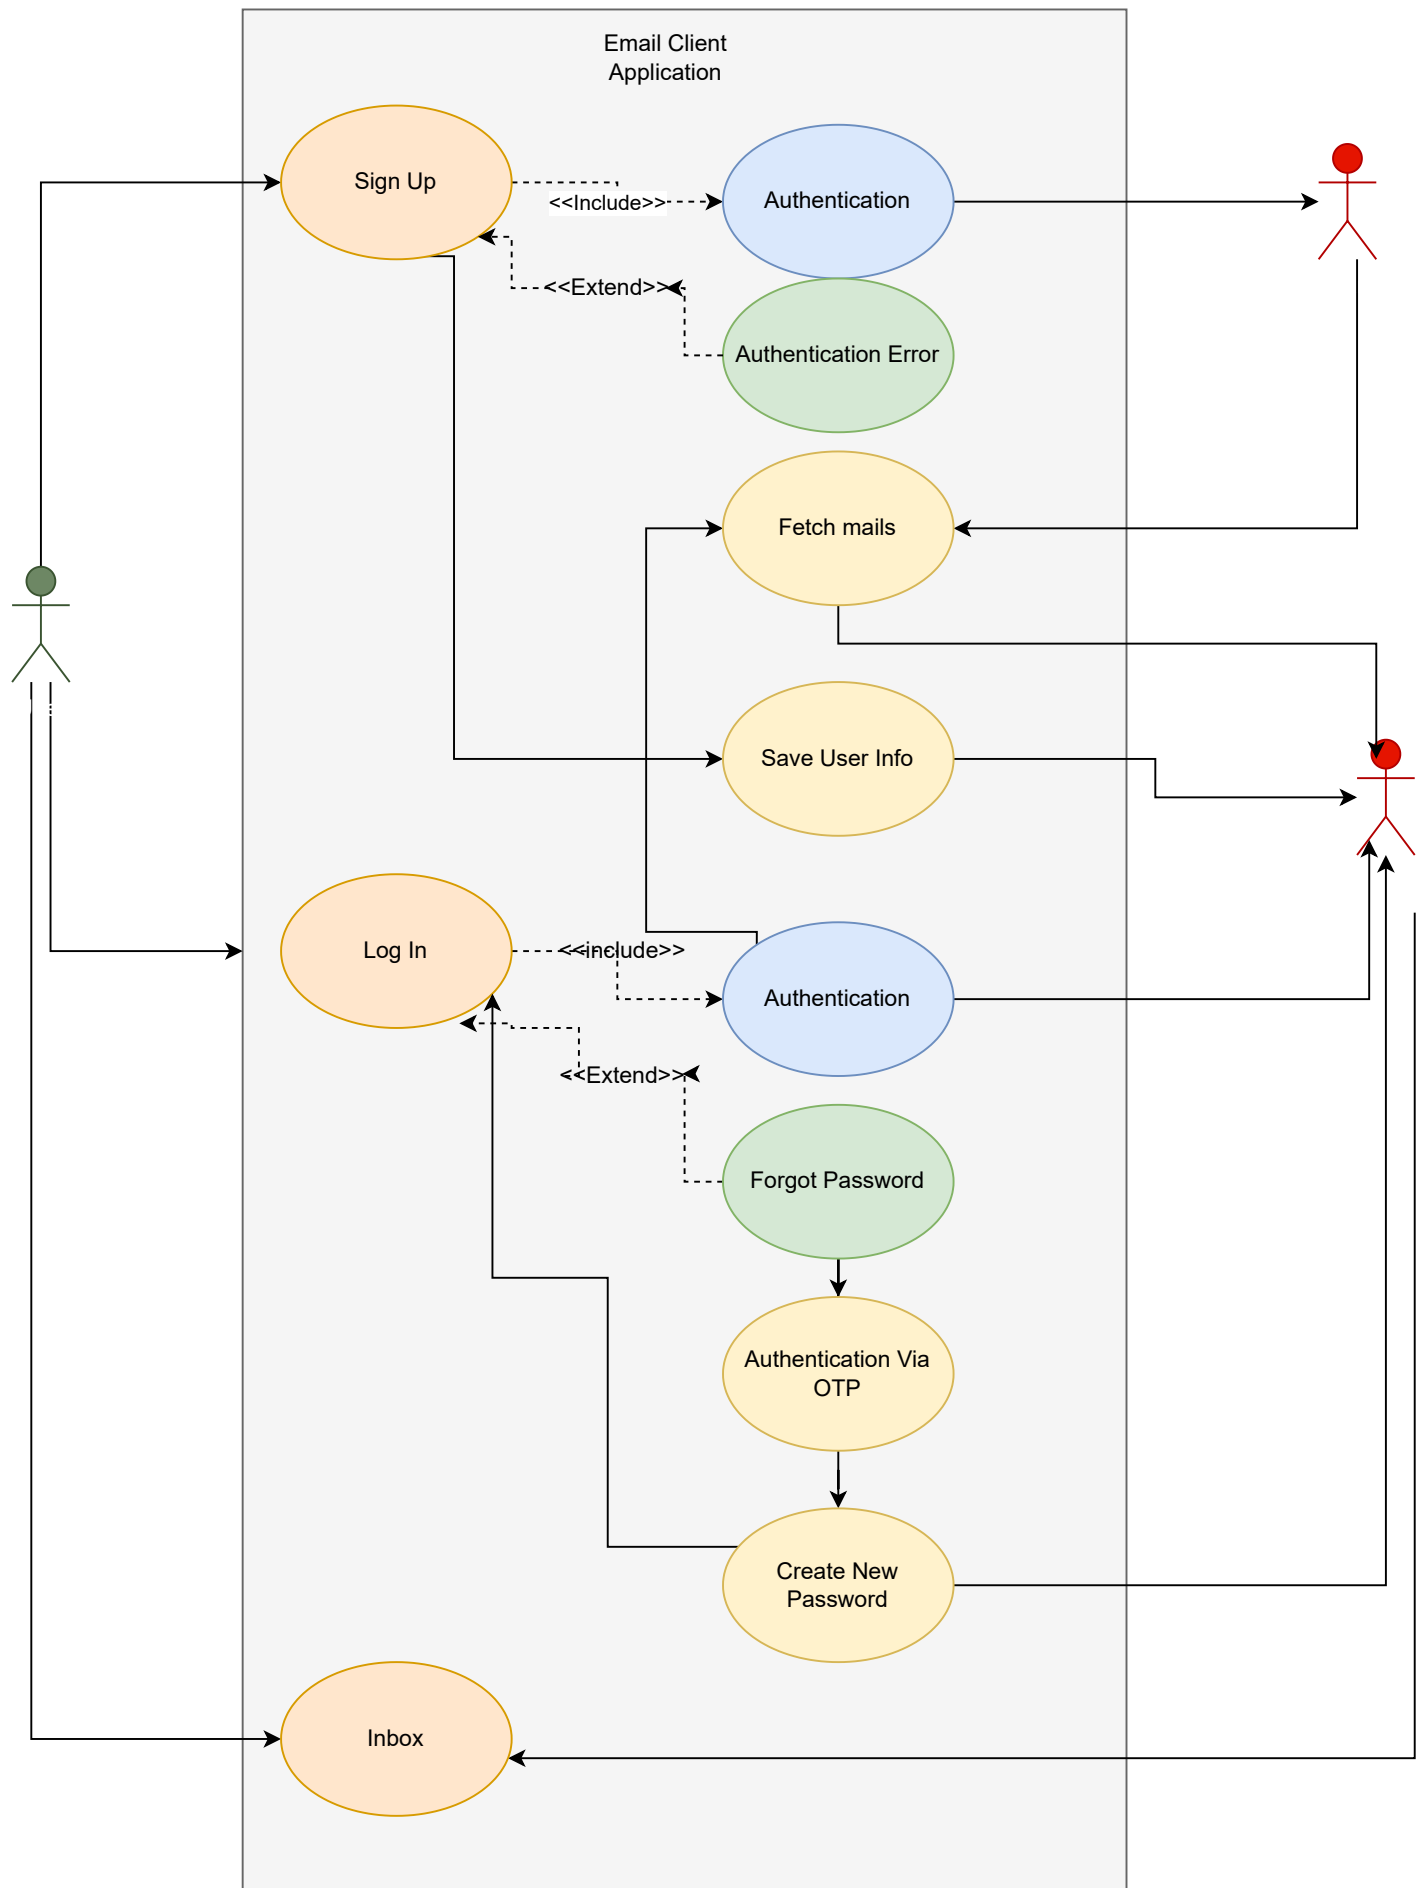 Email Client
Application
Sign Up
<<Include>>
Authentication
<<Extend>>
Authentication Error
Fetch mails
Save User Info
Log In
<<include>>
Authentication
<<Extend>>
Forgot Password
Authentication Via
OTP
Create New
Password
Inbox